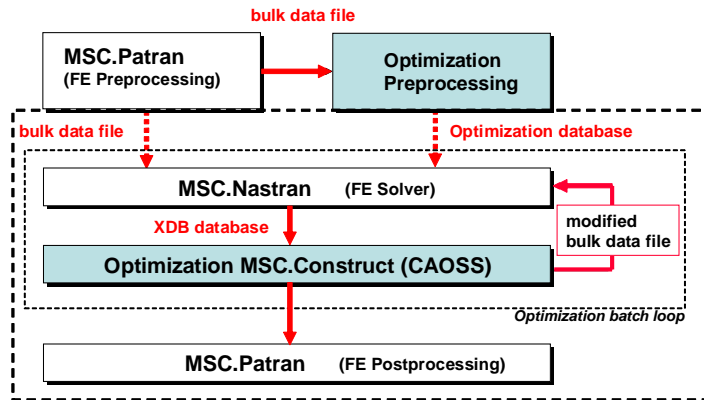 bulk data file
MSC.Patran
(FE Preprocessing)
Optimization
Preprocessing
bulk data file
Optimization database
MSC.Nastran (FE Solver)
XDB database
modified
bulk data file
Optimization MSC.Construct (CAOSS)
Optimization batch loop
MSC.Patran (FE Postprocessing)